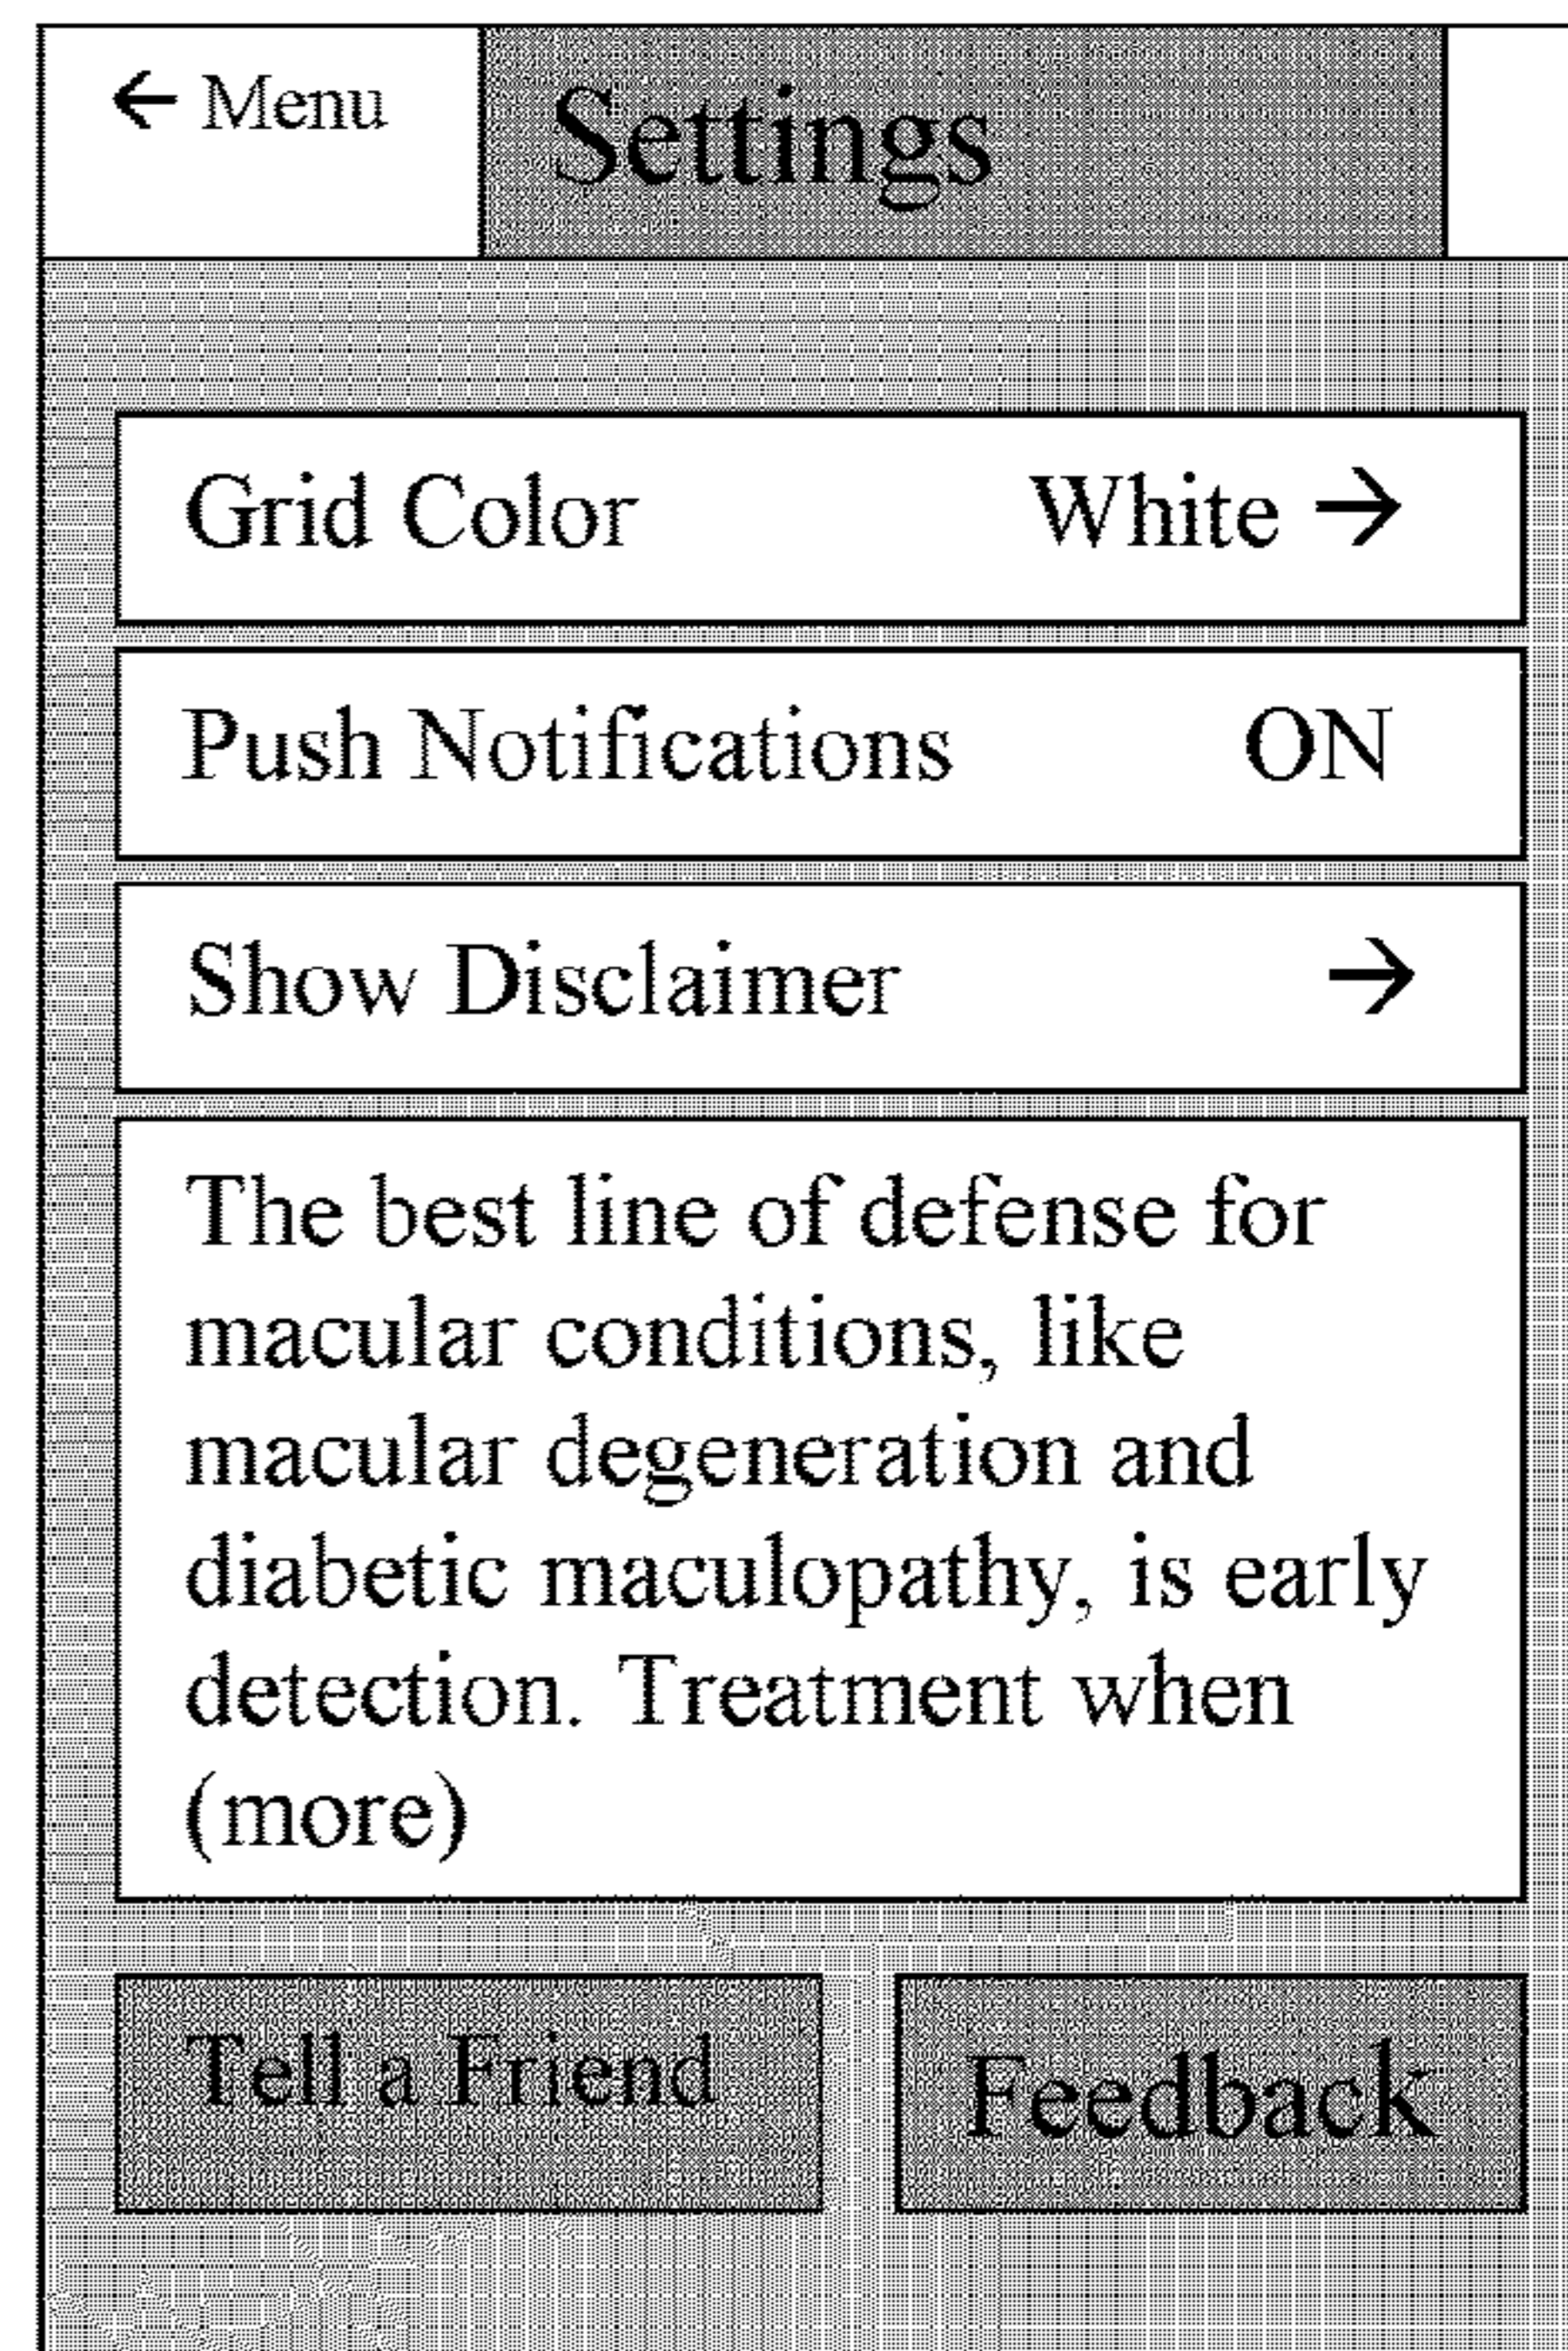 ← Menu
Settings
Grid Color White →
Push Notifications ON
Show Disclaimer →
The best line of defense for
macular conditions, like
macular degeneration and
diabetic maculopathy, is early
detection. Treatment when
(more)
Tell a Friend
Feedback